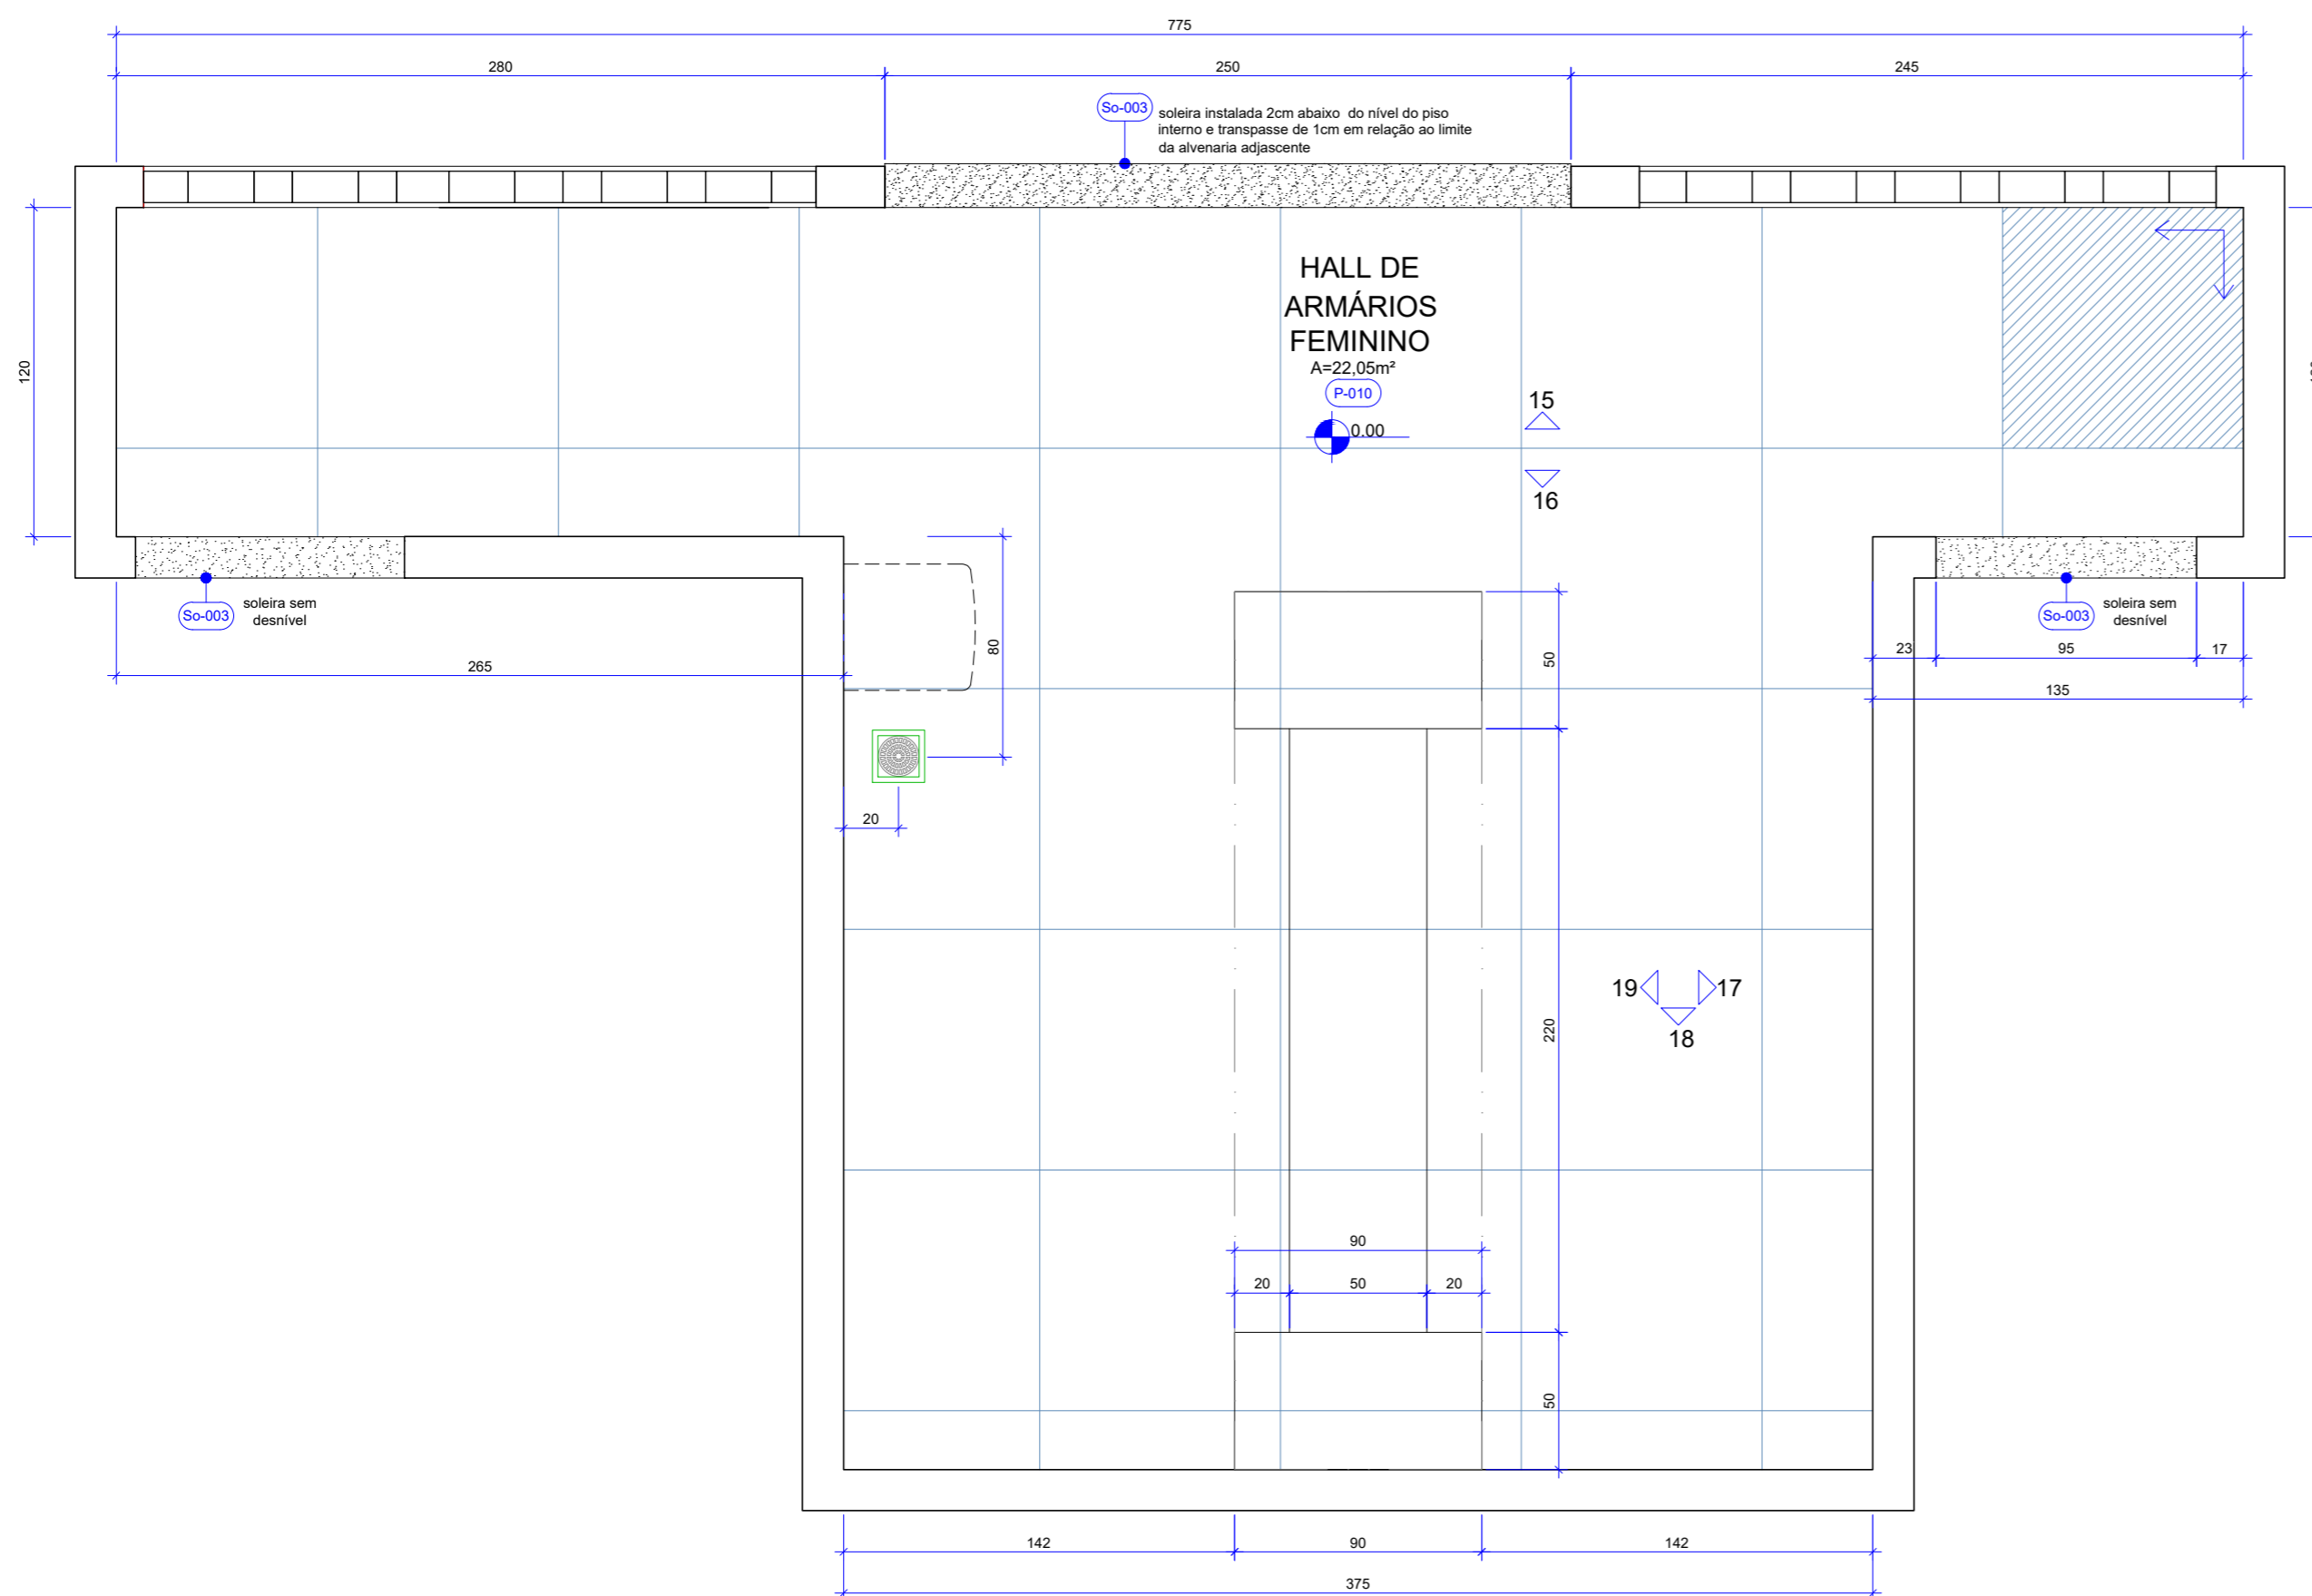 775
280
250
245
So-003
soleira instalada 2cm abaixo do nível do piso
interno e transpasse de 1cm em relação ao limite
da alvenaria adjascente
HALL DE
ARMÁRIOS
FEMININO
A=22,05m²
P-010
0.00
120
15
16
So-003
soleira sem
desnível
So-003
soleira sem
desnível
265
80
50
23
95
17
135
20
19
17
18
220
90
20
50
20
50
142
90
142
375